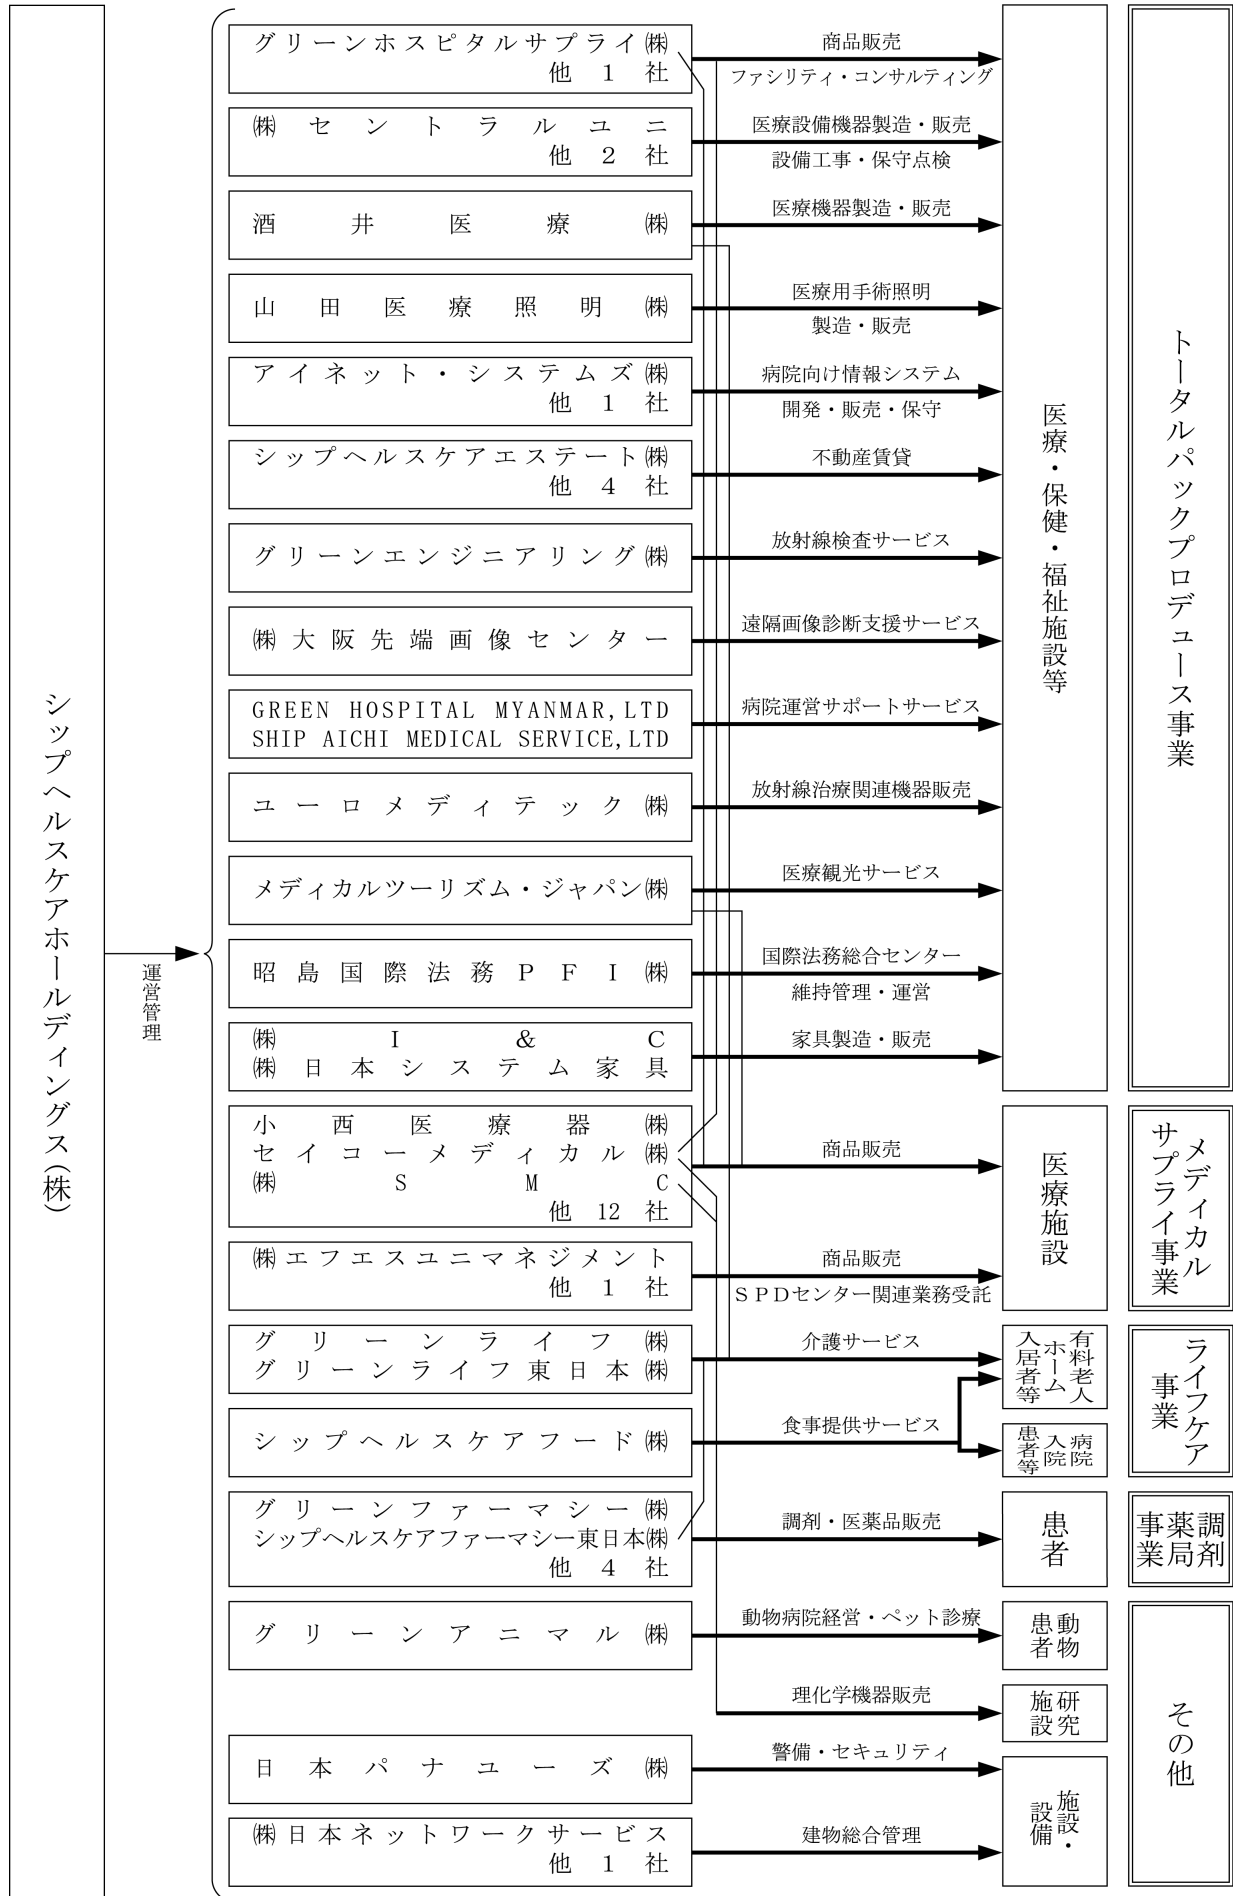 シップヘルスケアホールディングス(株)
運営管理
グリーンホスピタルサプライ㈱
他 1 社
商品販売
ファシリティ・コンサルティング
㈱セントラルユニ
他 2 社
医療設備機器製造・販売
設備工事・保守点検
酒井医療㈱
医療機器製造・販売
山田医療照明㈱
医療用手術照明
製造・販売
アイネット・システムズ㈱
他 1 社
病院向け情報システム
開発・販売・保守
シップヘルスケアエステート㈱
他 4 社
不動産賃貸
グリーンエンジニアリング㈱
放射線検査サービス
㈱大阪先端画像センター
遠隔画像診断支援サービス
GREEN HOSPITAL MYANMAR,LTD
SHIP AICHI MEDICAL SERVICE,LTD
病院運営サポートサービス
ユーロメディテック㈱
放射線治療関連機器販売
メディカルツーリズム・ジャパン㈱
医療観光サービス
昭島国際法務PFI㈱
国際法務総合センター
維持管理・運営
㈱I&C
㈱日本システム家具
家具製造・販売
医療・保健・福祉施設等
トータルパックプロデュース事業
小西医療器㈱
セイコーメディカル㈱
㈱SMC
他 12 社
商品販売
㈱エフエスユニマネジメント
他 1 社
商品販売
SPDセンター関連業務受託
医療施設
メディカル
サプライ事業
グリーンライフ㈱
グリーンライフ東日本㈱
介護サービス
有料老人
ホーム
入居者等
シップヘルスケアフード㈱
食事提供サービス
病院
入院
患者等
ライフケア
事業
グリーンファーマシー㈱
シップヘルスケアファーマシー東日本㈱
他 4 社
調剤・医薬品販売
患者
調剤
薬局
事業
グリーンアニマル㈱
動物病院経営・ペット診療
動物
患者
理化学機器販売
研究
施設
日本パナユーズ㈱
警備・セキュリティ
㈱日本ネットワークサービス
他 1 社
建物総合管理
施設・
設備
その他